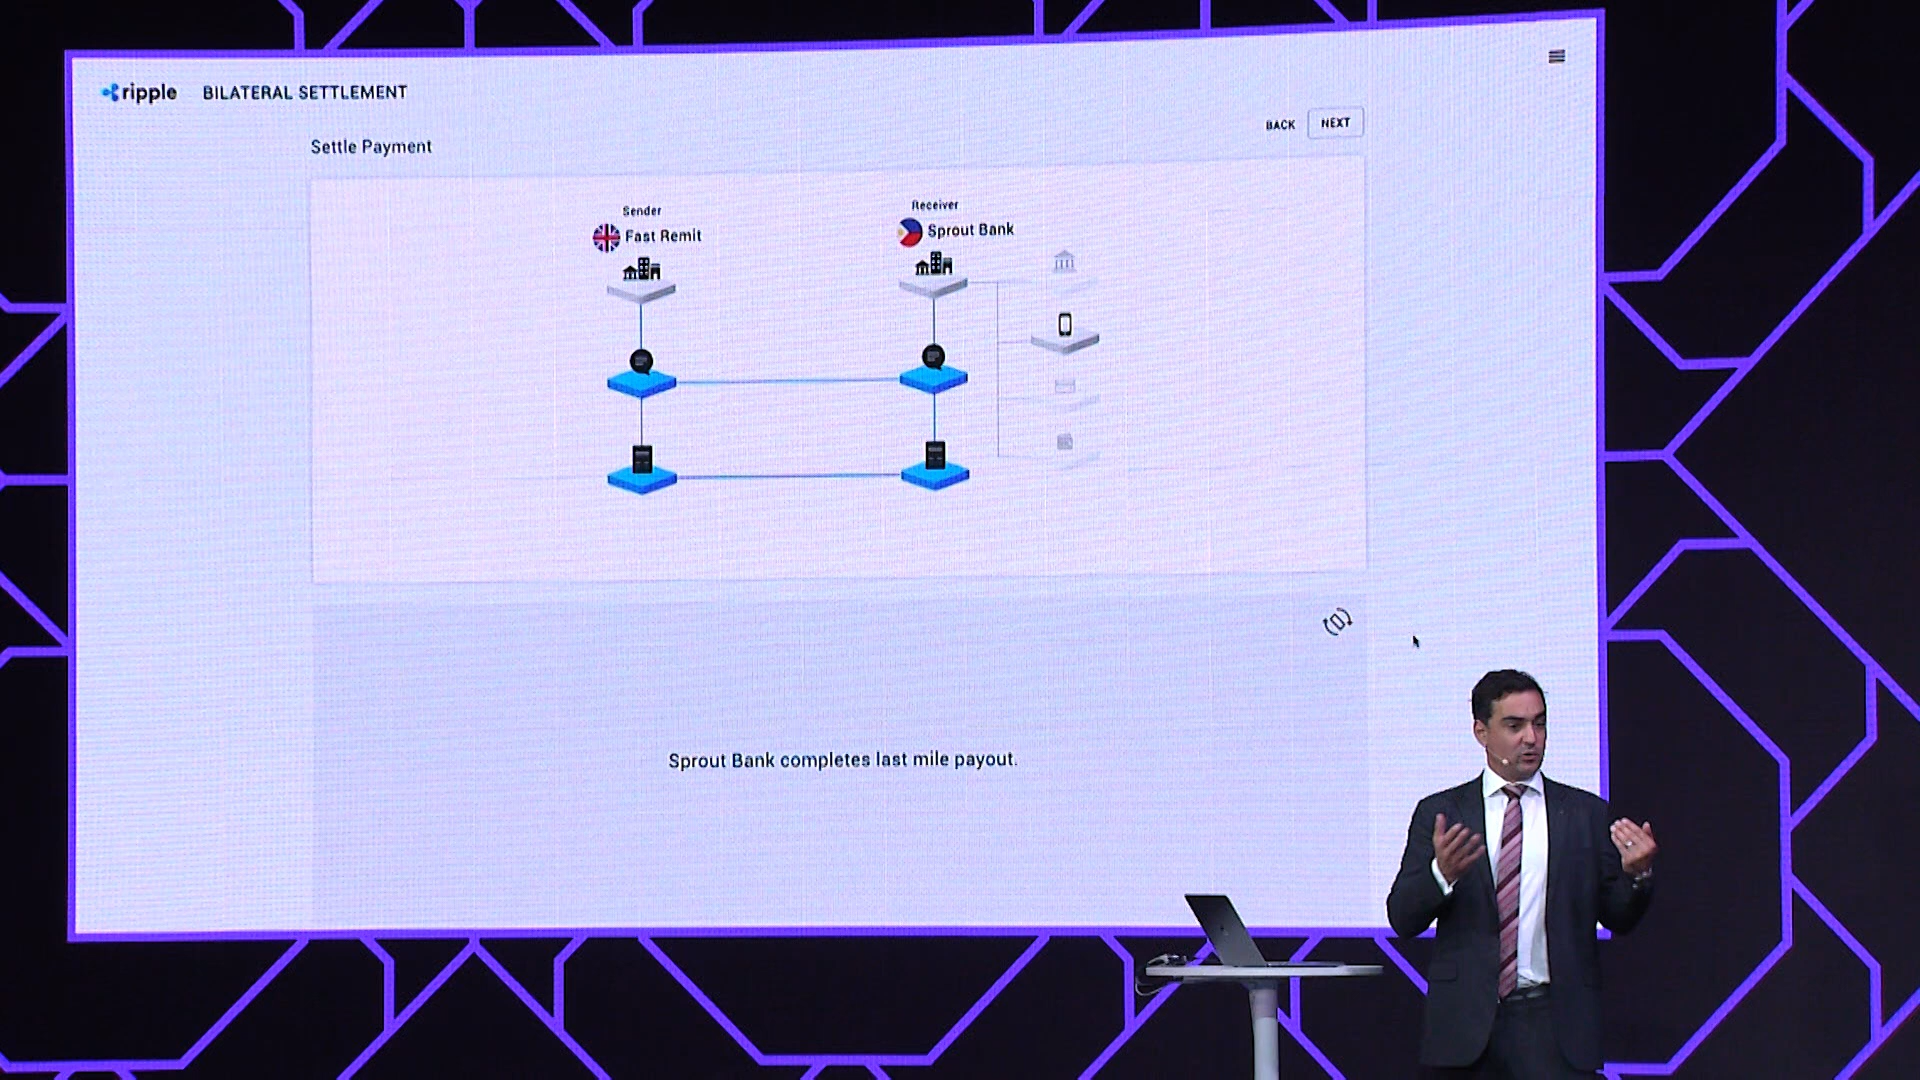 ripple BILATERAL SETTLEMENT
BACK NEXT
Settle Payment
Sender
Fast Remit
Receiver
Sprout Bank
Sprout Bank completes last mile payout.